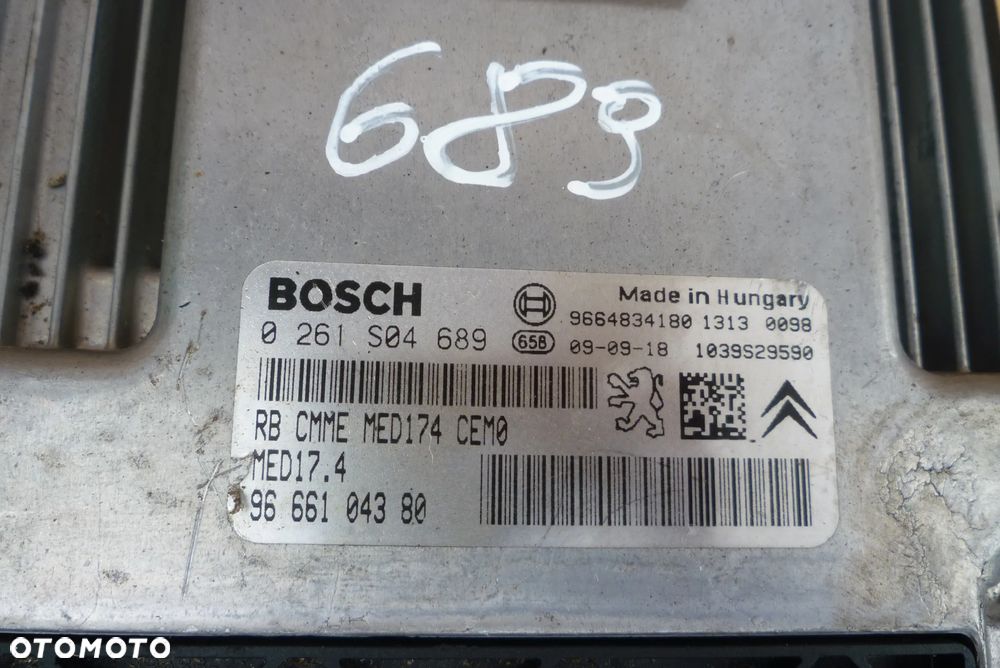 689
BOSCH
Made in Hungary
9664834180 1313 0098
0 261 S04 689
658
09-09-18 1039S29590
RB CMME MED174 CEM0
MED17.4
96 661 043 80
OTOMOTO